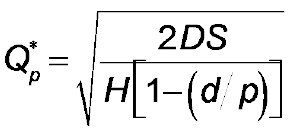 Q*p = √(2DS / H[1−(d/p)])